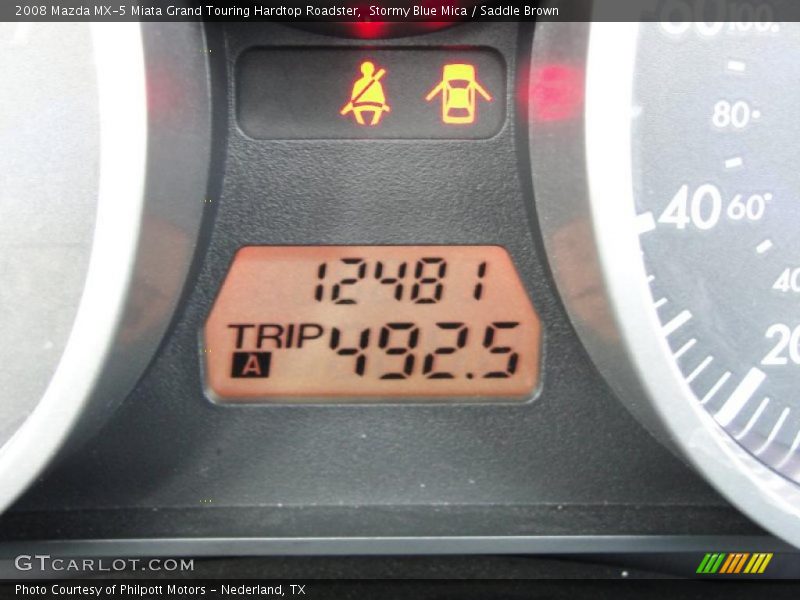 2008 Mazda MX-5 Miata Grand Touring Hardtop Roadster, Stormy Blue Mica / Saddle Brown
80
40 60
20
12481
TRIP 492.5
A
GTCARLOT.COM
Photo Courtesy of Philpott Motors - Nederland, TX